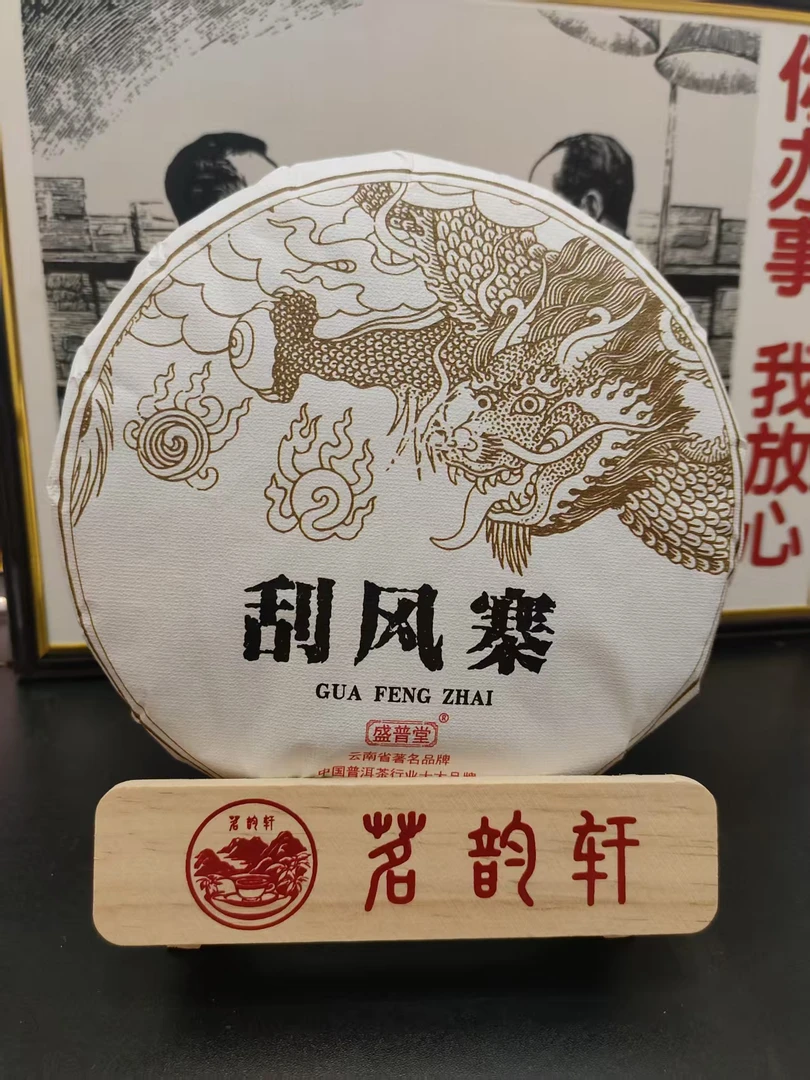 你办事
我放心
刮风寨
GUA FENG ZHAI
盛普堂®
云南省著名品牌
中国普洱茶行业十大品牌
茗韵轩
茗韵轩